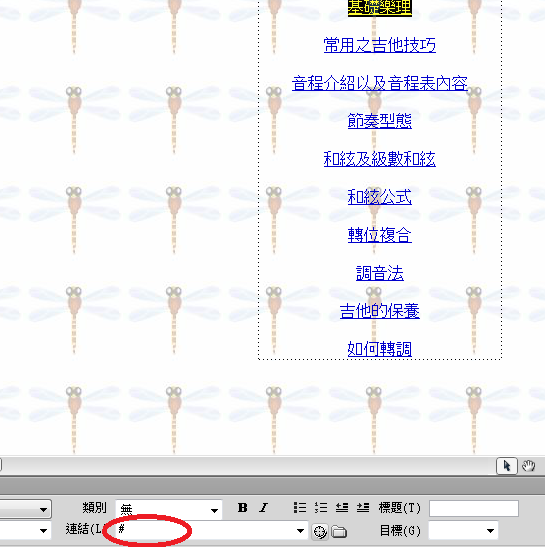 基礎樂理
常用之吉他技巧
音程介紹以及音程表內容
節奏型態
和絃及級數和絃
和絃公式
轉位複合
調音法
吉他的保養
如何轉調
類別 無 B I 標題(T)
連結(L # 目標(G)